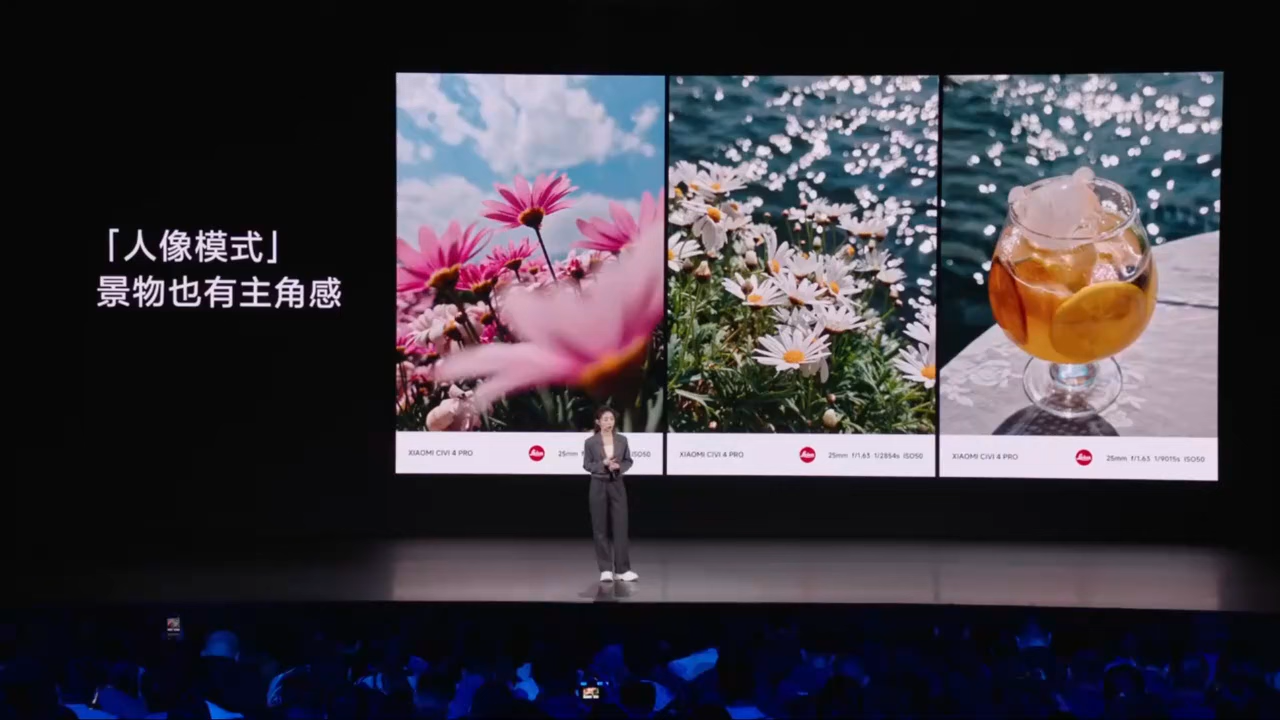 「人像模式」
景物也有主角感
XIAOMI CIVI 4 PRO
25mm
ISO50
XIAOMI CIVI 4 PRO
25mm f/1.63 1/2854s ISO50
XIAOMI CIVI 4 PRO
25mm f/1.63 1/9015s ISO50